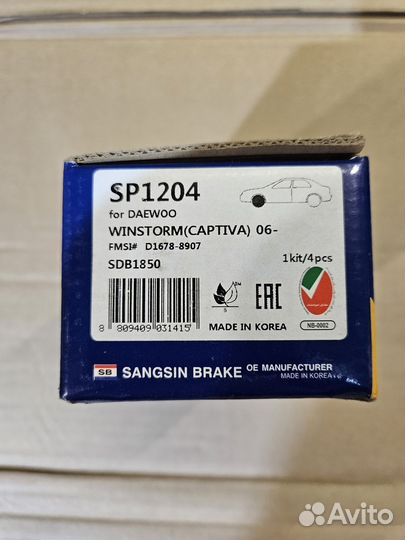 SP1204
for DAEWOO
WINSTORM(CAPTIVA) 06-
FMSI# D1678-8907
SDB1850
1kit/4pcs
8 809409 031415
EAC
MADE IN KOREA
NB-0002
SB SANGSIN BRAKE OE MANUFACTURER
MADE IN KOREA
Avito